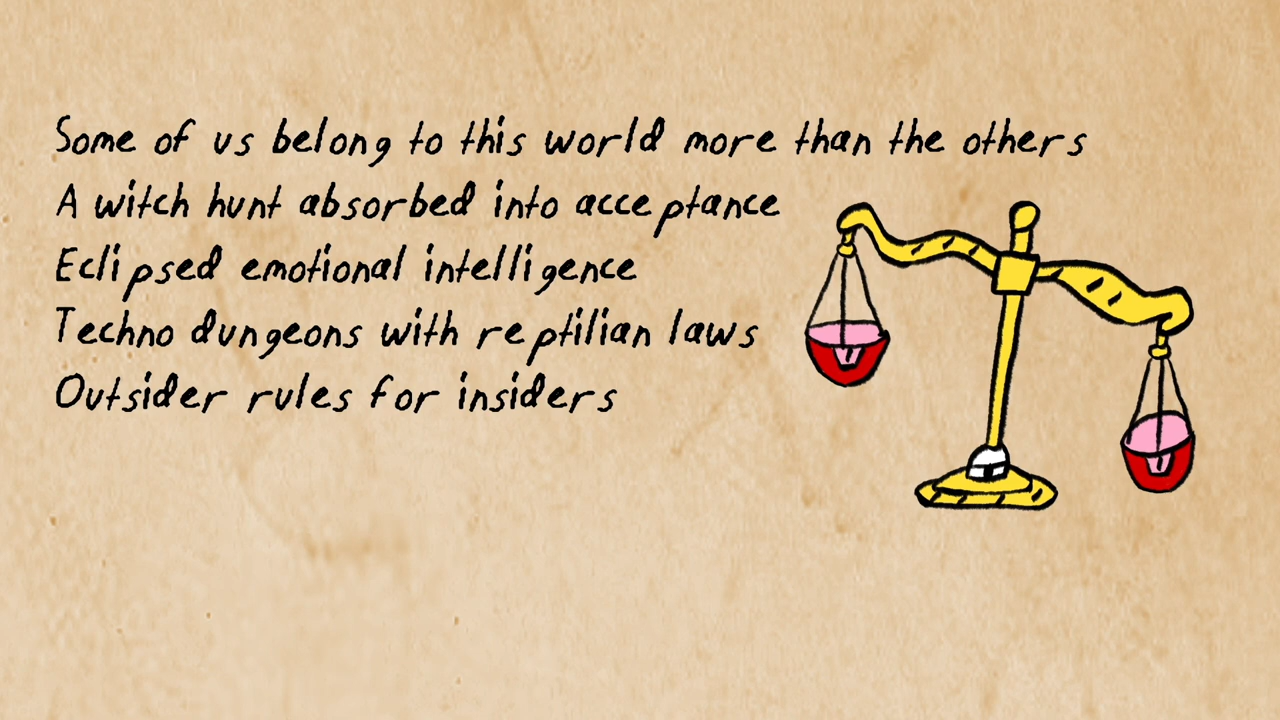 Some of us belong to this world more than the others
A witch hunt absorbed into acceptance
Eclipsed emotional intelligence
Techno dungeons with reptilian laws
Outsider rules for insiders